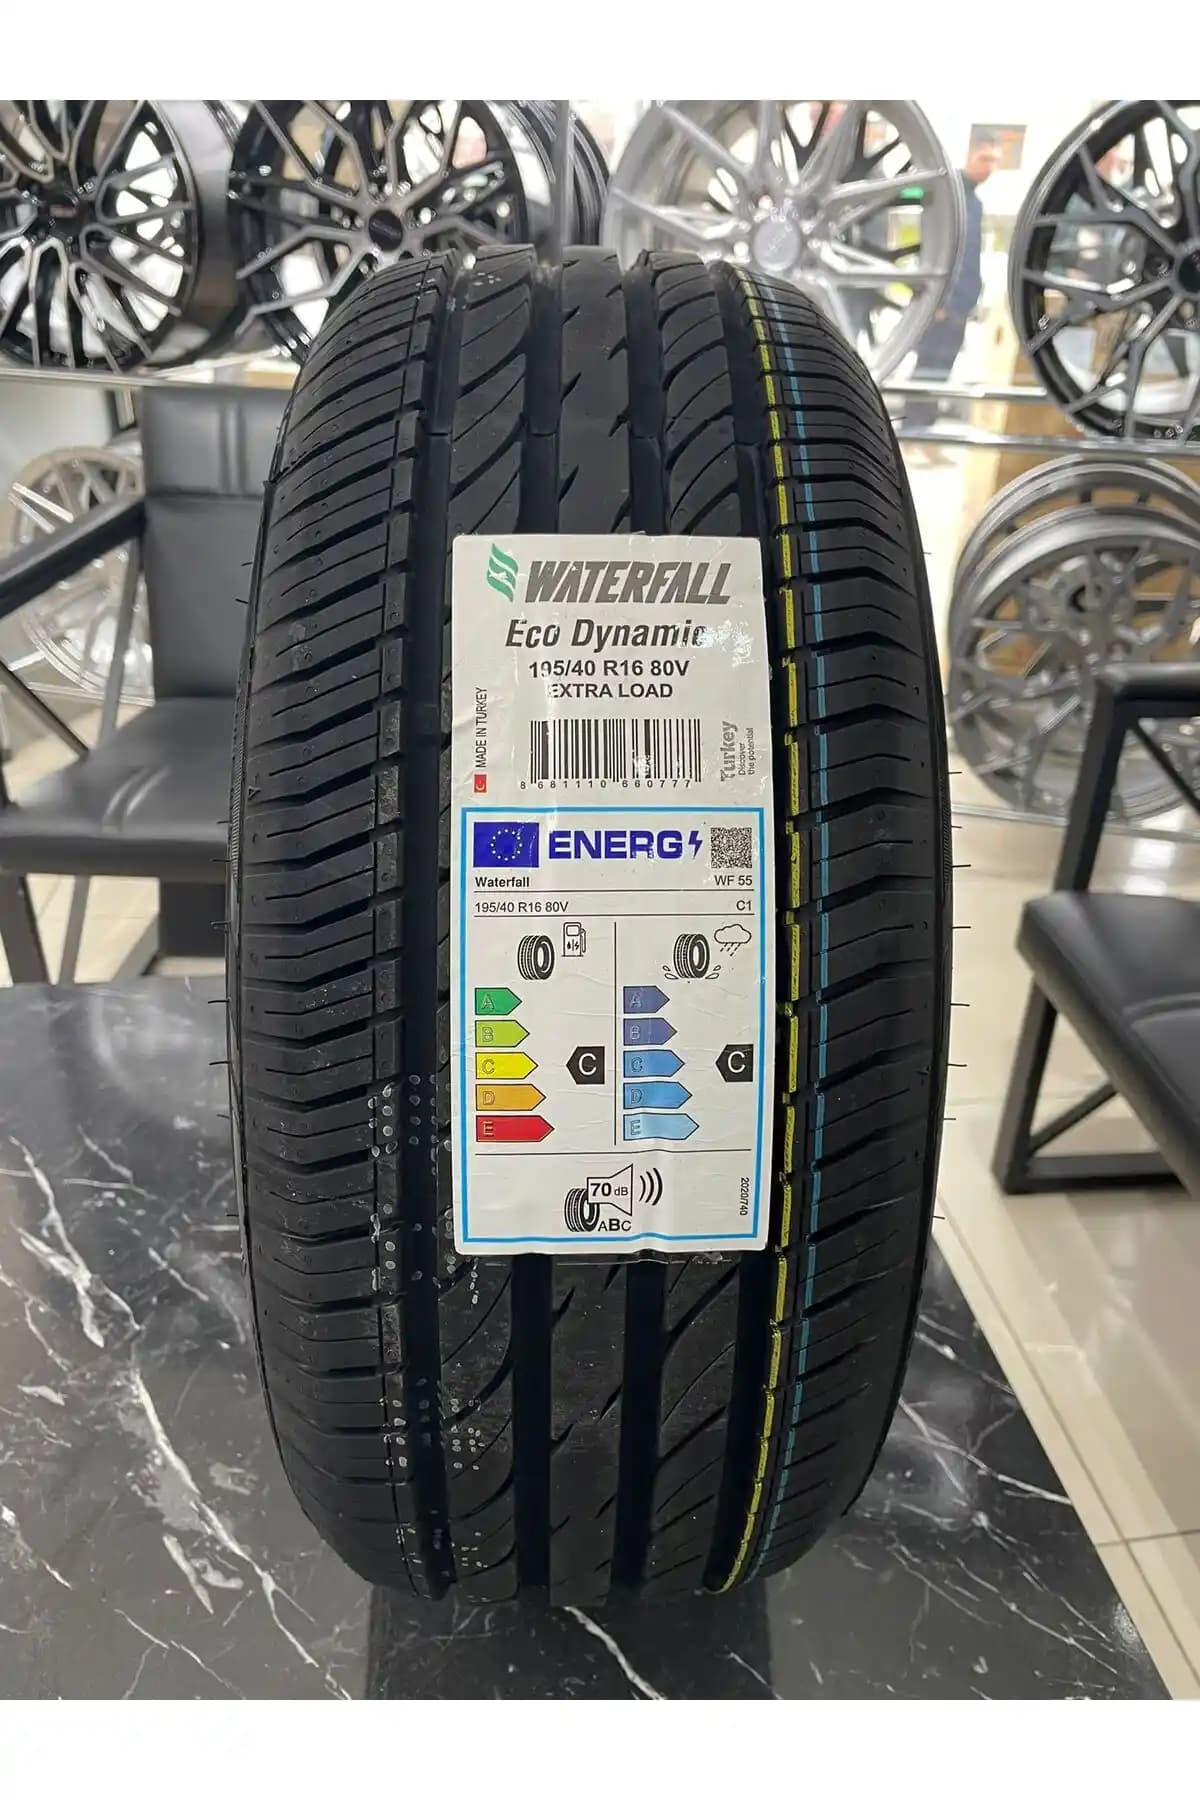 WATERFALL
Eco Dynamic
195/40 R16 80V
EXTRA LOAD
MADE IN TURKEY
Turkey
Discover
the potential
8 681110 660777
ENERG
Waterfall WF 55
195/40 R16 80V C1
A A
B B
C C C C
D D
E E
70 dB
ABC
2020/740